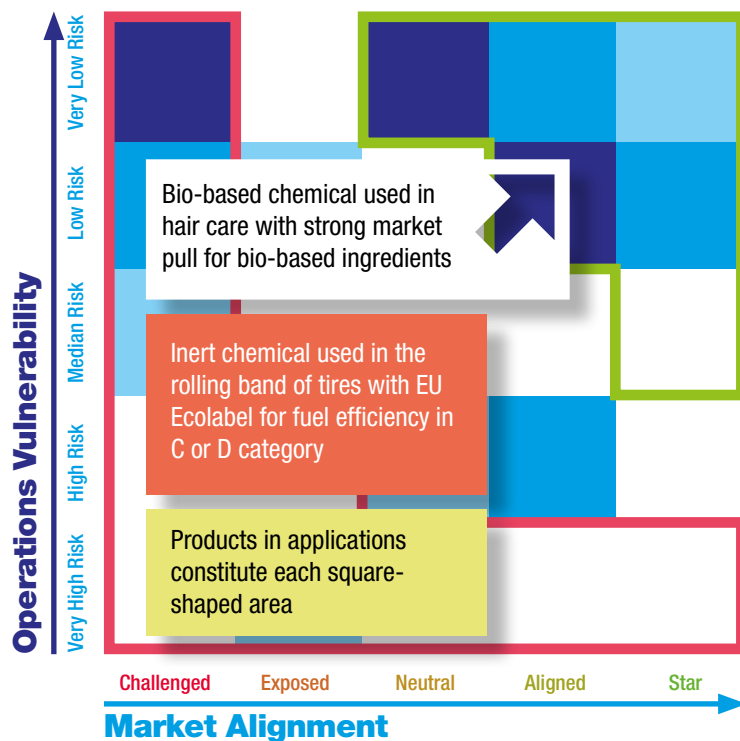 Operations Vulnerability
Very Low Risk
Low Risk
Median Risk
High Risk
Very High Risk
Bio-based chemical used in
hair care with strong market
pull for bio-based ingredients
Inert chemical used in the
rolling band of tires with EU
Ecolabel for fuel efficiency in
C or D category
Products in applications
constitute each square-
shaped area
Challenged
Exposed
Neutral
Aligned
Star
Market Alignment